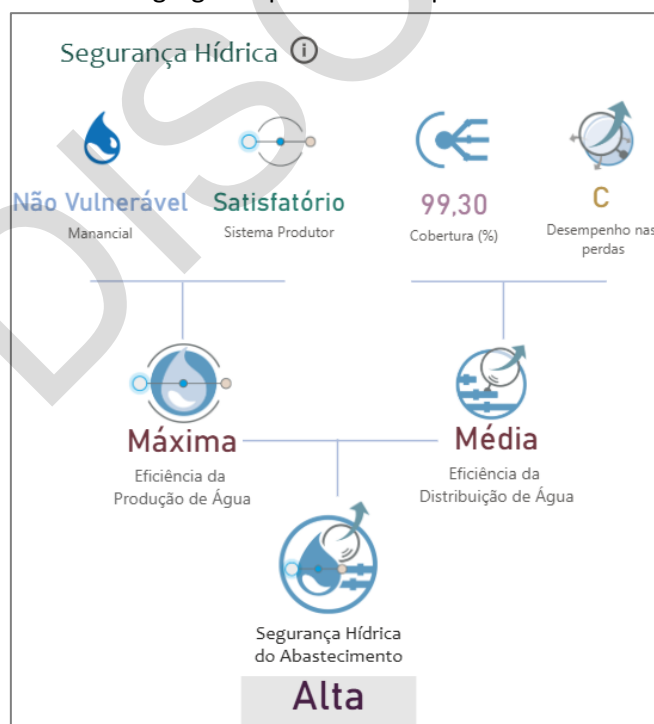 Segurança Hídrica i
Não Vulnerável
Manancial
Satisfatório
Sistema Produtor
99,30
Cobertura (%)
C
Desempenho nas
perdas
Máxima
Eficiência da
Produção de Água
Média
Eficiência da
Distribuição de Água
Segurança Hídrica
do Abastecimento
Alta